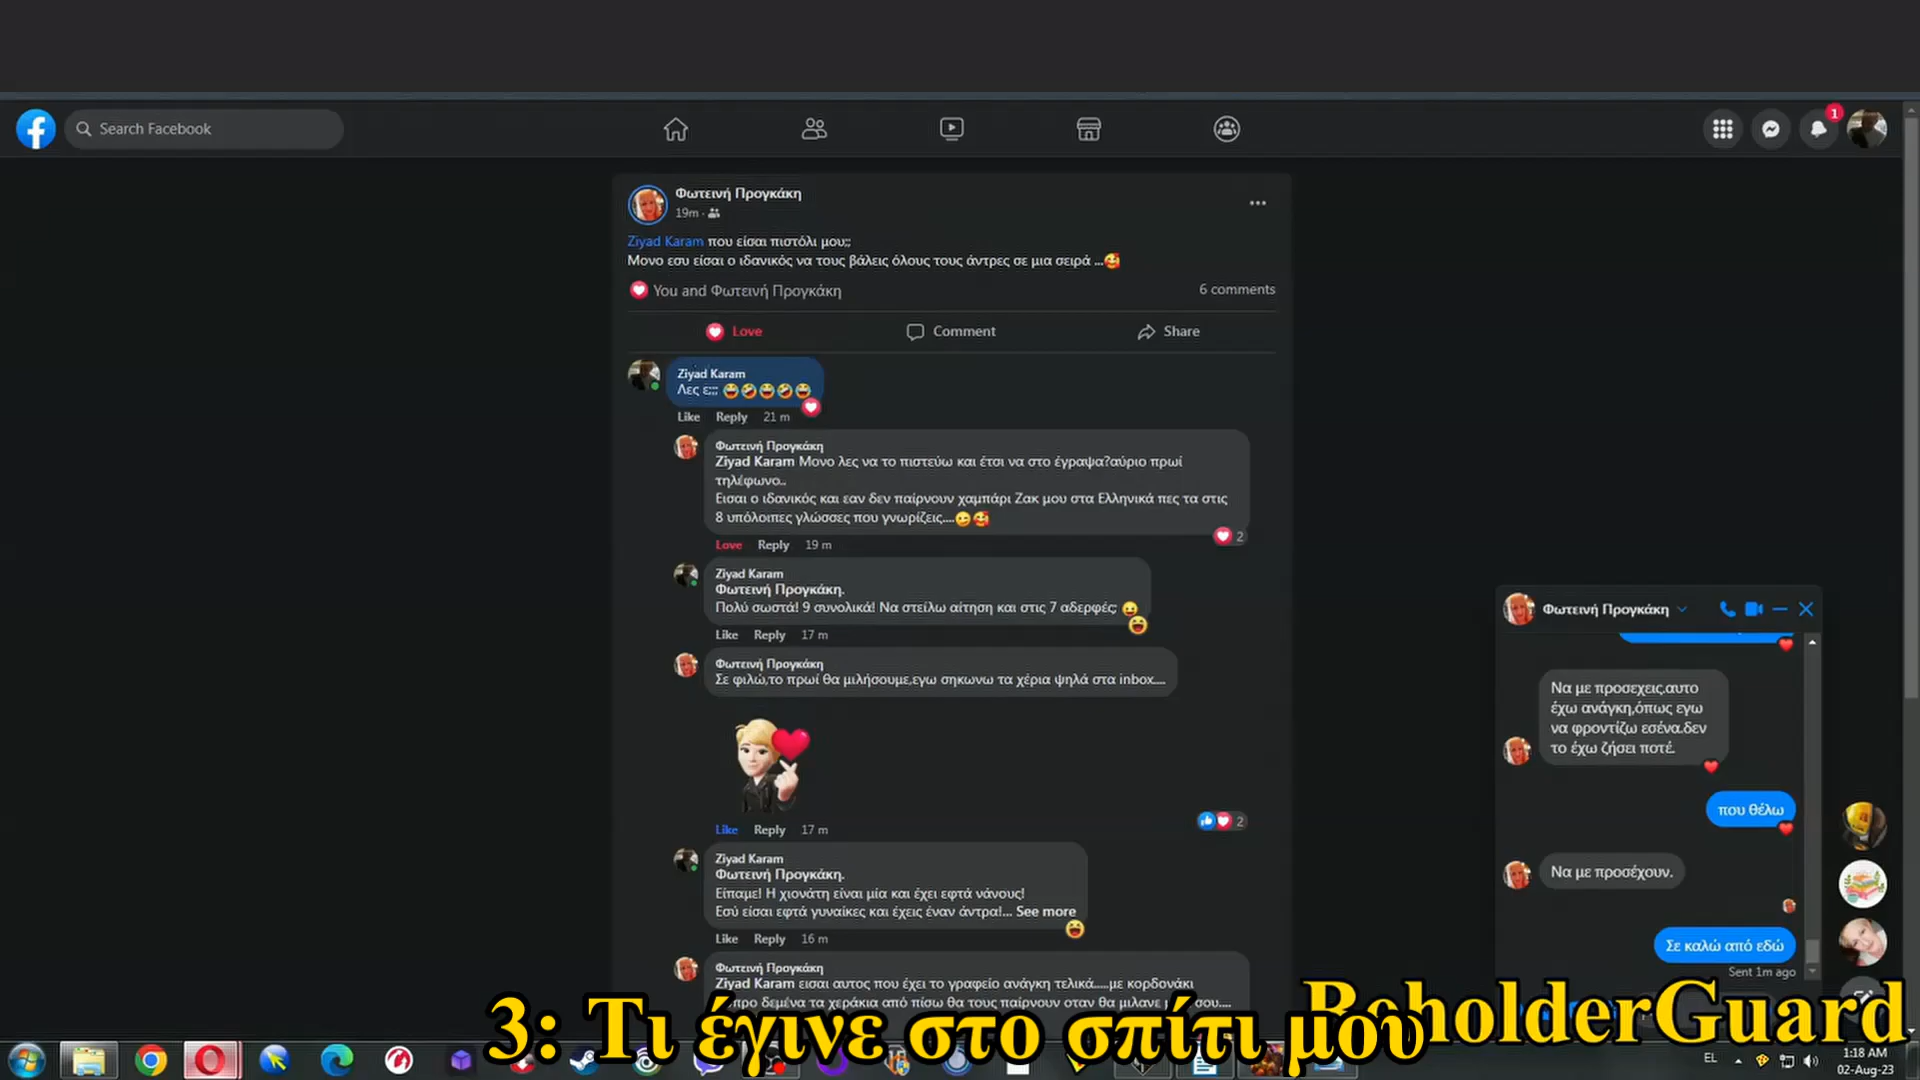 Search Facebook
1
Φωτεινή Προγκάκη
19m ·
Ziyad Karam που είσαι πιστόλι μου;;
Μονο εσυ είσαι ο ιδανικός να τους βάλεις όλους τους άντρες σε μια σειρά ...
You and Φωτεινή Προγκάκη
6 comments
Love
Comment
Share
Ziyad Karam
Λες ε;;;
Like Reply 21 m
Φωτεινή Προγκάκη
Ziyad Karam Μονο λες να το πιστεύω και έτσι να στο έγραψα?αύριο πρωί
τηλέφωνο..
Εισαι ο ιδανικός και εαν δεν παίρνουν χαμπάρι Ζακ μου στα Ελληνικά πες τα στις
8 υπόλοιπες γλώσσες που γνωρίζεις....
2
Love Reply 19 m
Ziyad Karam
Φωτεινή Προγκάκη.
Πολύ σωστά! 9 συνολικά! Να στείλω αίτηση και στις 7 αδερφές;
Like Reply 17 m
Φωτεινή Προγκάκη
Σε φιλώ,το πρωί θα μιλήσουμε,εγω σηκωνω τα χέρια ψηλά στα inbox....
Like Reply 17 m
2
Ziyad Karam
Φωτεινή Προγκάκη.
Είπαμε! Η χιονάτη είναι μία και έχει εφτά νάνους!
Εσύ είσαι εφτά γυναίκες και έχεις έναν άντρα!... See more
Like Reply 16 m
Φωτεινή Προγκάκη
Ziyad Karam εισαι αυτος που έχει το γραφείο ανάγκη τελικά.....με κορδονάκι
δεμένα τα χεράκια από πίσω θα τους παίρνουν οταν θα μιλανε
Φωτεινή Προγκάκη
Να με προσεχεις.αυτο
έχω ανάγκη,όπως εγω
να φροντίζω εσένα.δεν
το έχω ζήσει ποτέ.
που θέλω
Να με προσέχουν.
Σε καλώ από εδώ
Sent 1m ago
3: Τι έγινε στο σπίτι μου
BeholderGuard
EL
1:18 AM
02-Aug-23